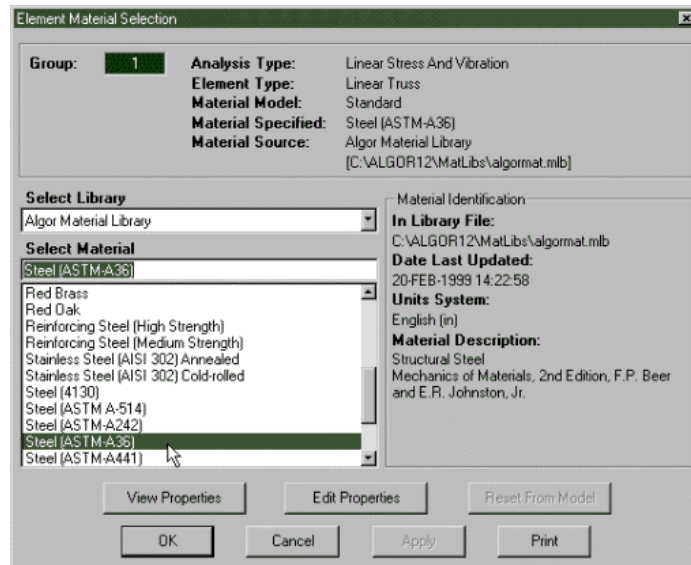 Element Material Selection
Group: 1
Analysis Type: Linear Stress And Vibration
Element Type: Linear Truss
Material Model: Standard
Material Specified: Steel (ASTM-A36)
Material Source: Algor Material Library
[C:\ALGOR12\MatLibs\algormat.mlb]
Select Library
Algor Material Library
Select Material
Steel (ASTM-A36)
Red Brass
Red Oak
Reinforcing Steel (High Strength)
Reinforcing Steel (Medium Strength)
Stainless Steel (AISI 302) Annealed
Stainless Steel (AISI 302) Cold-rolled
Steel (4130)
Steel (ASTM A-514)
Steel (ASTM-A242)
Steel (ASTM-A36)
Steel (ASTM-A441)
Material Identification
In Library File:
C:\ALGOR12\MatLibs\algormat.mlb
Date Last Updated:
20-FEB-1999 14:22:58
Units System:
English (in)
Material Description:
Structural Steel
Mechanics of Materials, 2nd Edition, F.P. Beer
and E.R. Johnston, Jr.
View Properties
Edit Properties
Reset From Model
OK
Cancel
Apply
Print